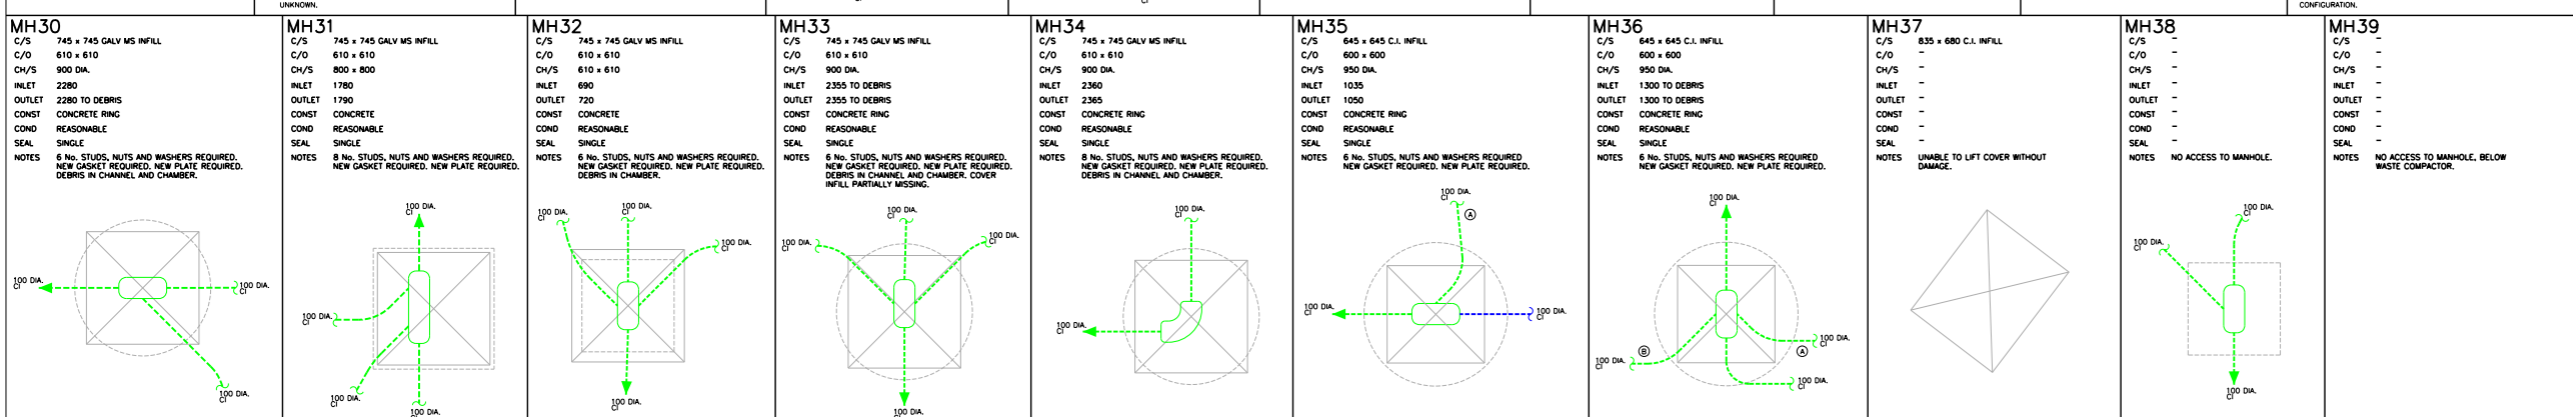 UNKNOWN.
CI
CI
CONFIGURATION.
MH30
C/S 745 x 745 GALV MS INFILL
C/O 610 x 610
CH/S 900 DIA.
INLET 2280
OUTLET 2280 TO DEBRIS
CONST CONCRETE RING
COND REASONABLE
SEAL SINGLE
NOTES 6 No. STUDS, NUTS AND WASHERS REQUIRED.
NEW GASKET REQUIRED. NEW PLATE REQUIRED.
DEBRIS IN CHANNEL AND CHAMBER.
100 DIA.
CI
100 DIA.
CI
100 DIA.
CI
MH31
C/S 745 x 745 GALV MS INFILL
C/O 610 x 610
CH/S 800 x 800
INLET 1780
OUTLET 1790
CONST CONCRETE
COND REASONABLE
SEAL SINGLE
NOTES 8 No. STUDS, NUTS AND WASHERS REQUIRED.
NEW GASKET REQUIRED. NEW PLATE REQUIRED.
100 DIA.
CI
100 DIA.
CI
100 DIA.
CI
100 DIA.
CI
MH32
C/S 745 x 745 GALV MS INFILL
C/O 610 x 610
CH/S 610 x 610
INLET 690
OUTLET 720
CONST CONCRETE
COND REASONABLE
SEAL SINGLE
NOTES 6 No. STUDS, NUTS AND WASHERS REQUIRED.
NEW GASKET REQUIRED. NEW PLATE REQUIRED.
DEBRIS IN CHAMBER.
100 DIA.
CI
100 DIA.
CI
100 DIA.
CI
100 DIA.
CI
MH33
C/S 745 x 745 GALV MS INFILL
C/O 610 x 610
CH/S 900 DIA.
INLET 2355 TO DEBRIS
OUTLET 2355 TO DEBRIS
CONST CONCRETE RING
COND REASONABLE
SEAL SINGLE
NOTES 6 No. STUDS, NUTS AND WASHERS REQUIRED.
NEW GASKET REQUIRED. NEW PLATE REQUIRED.
DEBRIS IN CHANNEL AND CHAMBER. COVER
INFILL PARTIALLY MISSING.
100 DIA.
CI
100 DIA.
CI
100 DIA.
CI
100 DIA.
CI
MH34
C/S 745 x 745 GALV MS INFILL
C/O 610 x 610
CH/S 900 DIA.
INLET 2360
OUTLET 2365
CONST CONCRETE RING
COND REASONABLE
SEAL SINGLE
NOTES 8 No. STUDS, NUTS AND WASHERS REQUIRED.
NEW GASKET REQUIRED. NEW PLATE REQUIRED.
DEBRIS IN CHANNEL AND CHAMBER.
100 DIA.
CI
100 DIA.
CI
MH35
C/S 645 x 645 C.I. INFILL
C/O 600 x 600
CH/S 950 DIA.
INLET 1035
OUTLET 1050
CONST CONCRETE RING
COND REASONABLE
SEAL SINGLE
NOTES 6 No. STUDS, NUTS AND WASHERS REQUIRED.
NEW GASKET REQUIRED. NEW PLATE REQUIRED.
100 DIA.
CI
A
100 DIA.
CI
100 DIA.
CI
MH36
C/S 645 x 645 C.I. INFILL
C/O 600 x 600
CH/S 950 DIA.
INLET 1300 TO DEBRIS
OUTLET 1300 TO DEBRIS
CONST CONCRETE RING
COND REASONABLE
SEAL SINGLE
NOTES 6 No. STUDS, NUTS AND WASHERS REQUIRED
NEW GASKET REQUIRED. NEW PLATE REQUIRED.
100 DIA.
CI
100 DIA.
CI
B
A
100 DIA.
CI
100 DIA.
CI
MH37
C/S 835 x 680 C.I. INFILL
C/O -
CH/S -
INLET -
OUTLET -
CONST -
COND -
SEAL -
NOTES UNABLE TO LIFT COVER WITHOUT
DAMAGE.
MH38
C/S -
C/O -
CH/S -
INLET -
OUTLET -
CONST -
COND -
SEAL -
NOTES NO ACCESS TO MANHOLE.
100 DIA.
CI
100 DIA.
CI
100 DIA.
CI
MH39
C/S -
C/O -
CH/S -
INLET -
OUTLET -
CONST -
COND -
SEAL -
NOTES NO ACCESS TO MANHOLE, BELOW
WASTE COMPACTOR.